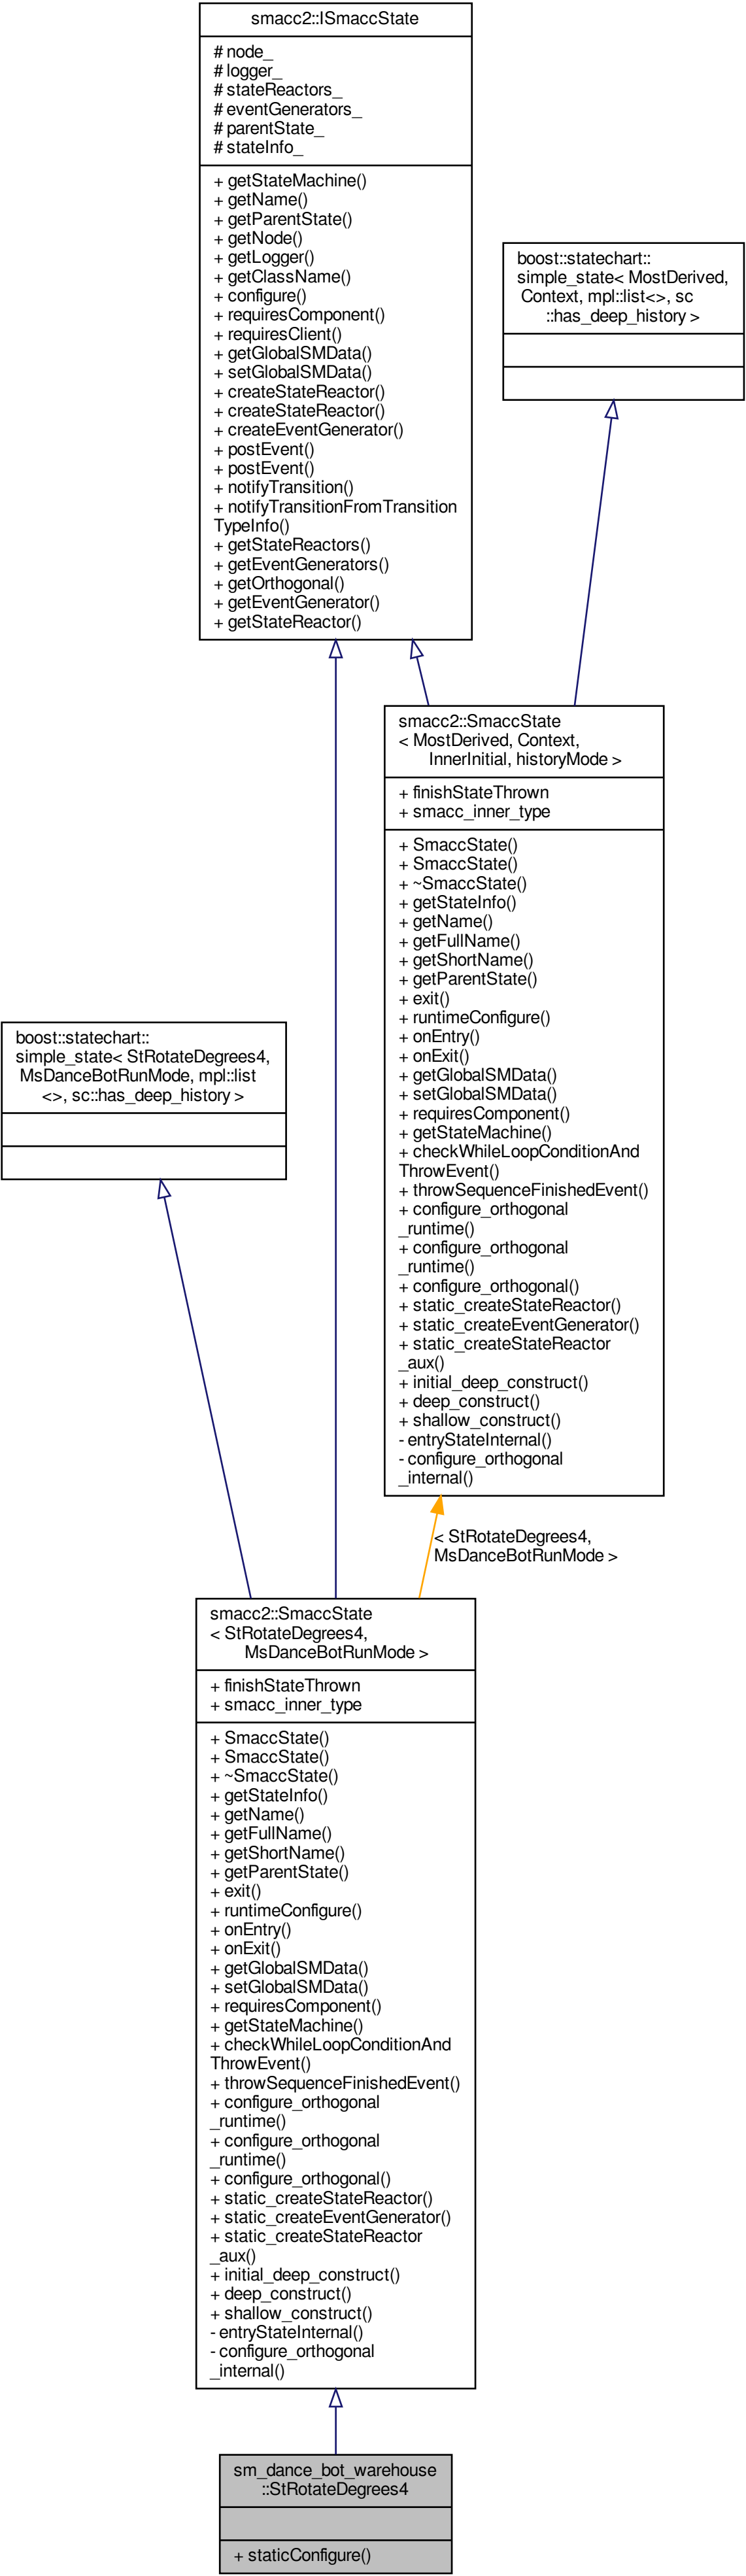 smacc2::ISmaccState
# node_
# logger_
# stateReactors_
# eventGenerators_
# parentState_
# stateInfo_
+ getStateMachine()
+ getName()
+ getParentState()
+ getNode()
+ getLogger()
+ getClassName()
+ configure()
+ requiresComponent()
+ requiresClient()
+ getGlobalSMData()
+ setGlobalSMData()
+ createStateReactor()
+ createStateReactor()
+ createEventGenerator()
+ postEvent()
+ postEvent()
+ notifyTransition()
+ notifyTransitionFromTransition
TypeInfo()
+ getStateReactors()
+ getEventGenerators()
+ getOrthogonal()
+ getEventGenerator()
+ getStateReactor()
boost::statechart::
simple_state< MostDerived,
Context, mpl::list<>, sc
::has_deep_history >
smacc2::SmaccState
< MostDerived, Context,
InnerInitial, historyMode >
+ finishStateThrown
+ smacc_inner_type
+ SmaccState()
+ SmaccState()
+ ~SmaccState()
+ getStateInfo()
+ getName()
+ getFullName()
+ getShortName()
+ getParentState()
+ exit()
+ runtimeConfigure()
+ onEntry()
+ onExit()
+ getGlobalSMData()
+ setGlobalSMData()
+ requiresComponent()
+ getStateMachine()
+ checkWhileLoopConditionAnd
ThrowEvent()
+ throwSequenceFinishedEvent()
+ configure_orthogonal
_runtime()
+ configure_orthogonal
_runtime()
+ configure_orthogonal()
+ static_createStateReactor()
+ static_createEventGenerator()
+ static_createStateReactor
_aux()
+ initial_deep_construct()
+ deep_construct()
+ shallow_construct()
- entryStateInternal()
- configure_orthogonal
_internal()
boost::statechart::
simple_state< StRotateDegrees4,
MsDanceBotRunMode, mpl::list
<>, sc::has_deep_history >
< StRotateDegrees4,
MsDanceBotRunMode >
smacc2::SmaccState
< StRotateDegrees4,
MsDanceBotRunMode >
+ finishStateThrown
+ smacc_inner_type
+ SmaccState()
+ SmaccState()
+ ~SmaccState()
+ getStateInfo()
+ getName()
+ getFullName()
+ getShortName()
+ getParentState()
+ exit()
+ runtimeConfigure()
+ onEntry()
+ onExit()
+ getGlobalSMData()
+ setGlobalSMData()
+ requiresComponent()
+ getStateMachine()
+ checkWhileLoopConditionAnd
ThrowEvent()
+ throwSequenceFinishedEvent()
+ configure_orthogonal
_runtime()
+ configure_orthogonal
_runtime()
+ configure_orthogonal()
+ static_createStateReactor()
+ static_createEventGenerator()
+ static_createStateReactor
_aux()
+ initial_deep_construct()
+ deep_construct()
+ shallow_construct()
- entryStateInternal()
- configure_orthogonal
_internal()
sm_dance_bot_warehouse
::StRotateDegrees4
+ staticConfigure()